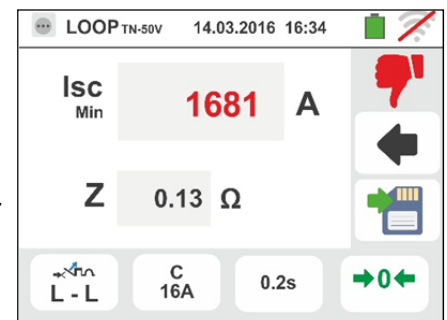 LOOP TN-50V 14.03.2016 16:34
Isc
Min
1681 A
Z 0.13 Ω
L - L
C
16A
0.2s
→0←